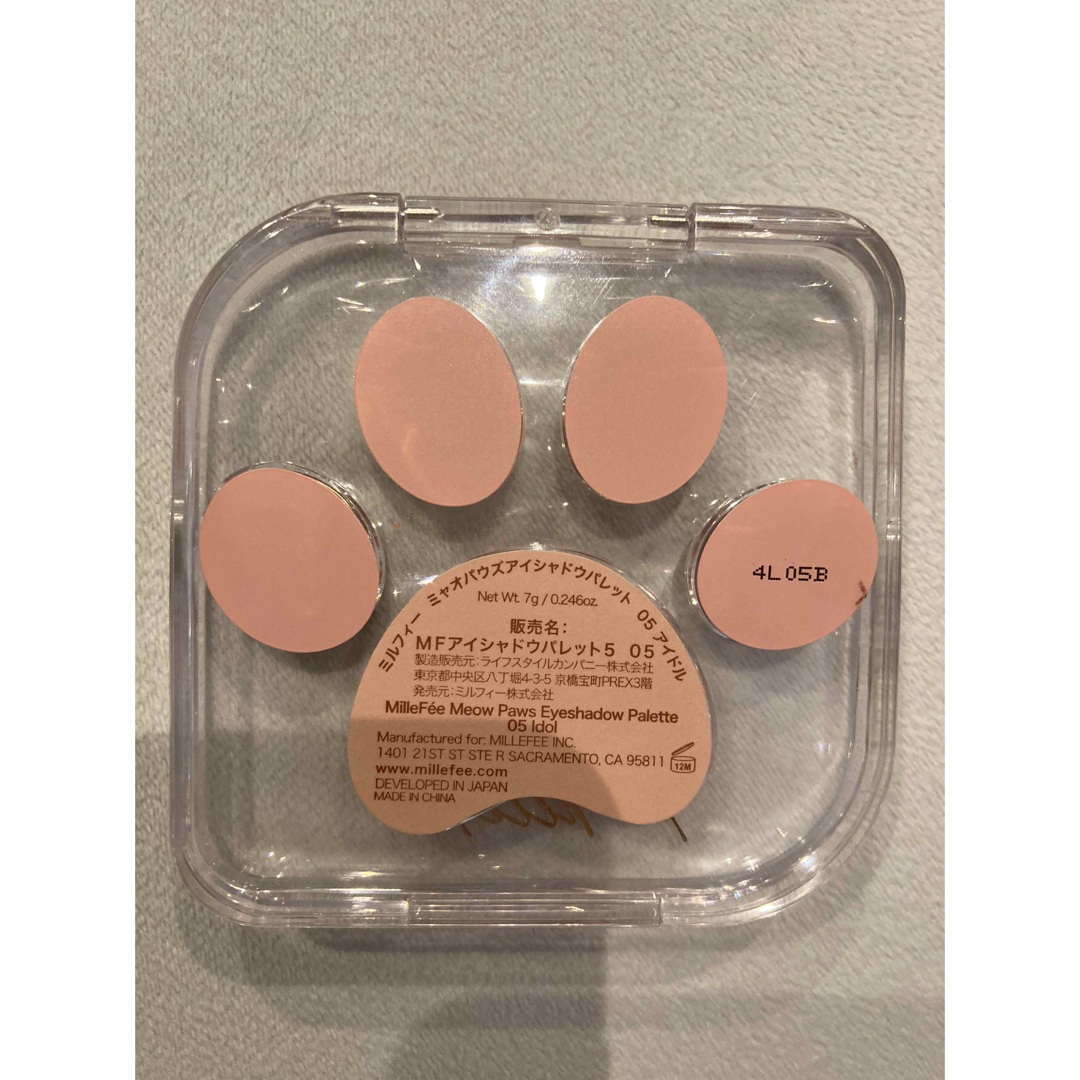 ミルフィー ミャオパウズアイシャドウパレット 05 アイドル
Net Wt. 7g / 0.246oz.
販売名:
MFアイシャドウパレット5 05
製造販売元:ライフスタイルカンパニー株式会社
東京都中央区八丁堀4-3-5 京橋宝町PREX3階
発売元:ミルフィー株式会社
MilleFée Meow Paws Eyeshadow Palette
05 Idol
Manufactured for: MILLEFEE INC.
1401 21ST ST STE R SACRAMENTO, CA 95811
12M
www.millefee.com
DEVELOPED IN JAPAN
MADE IN CHINA
4L05B